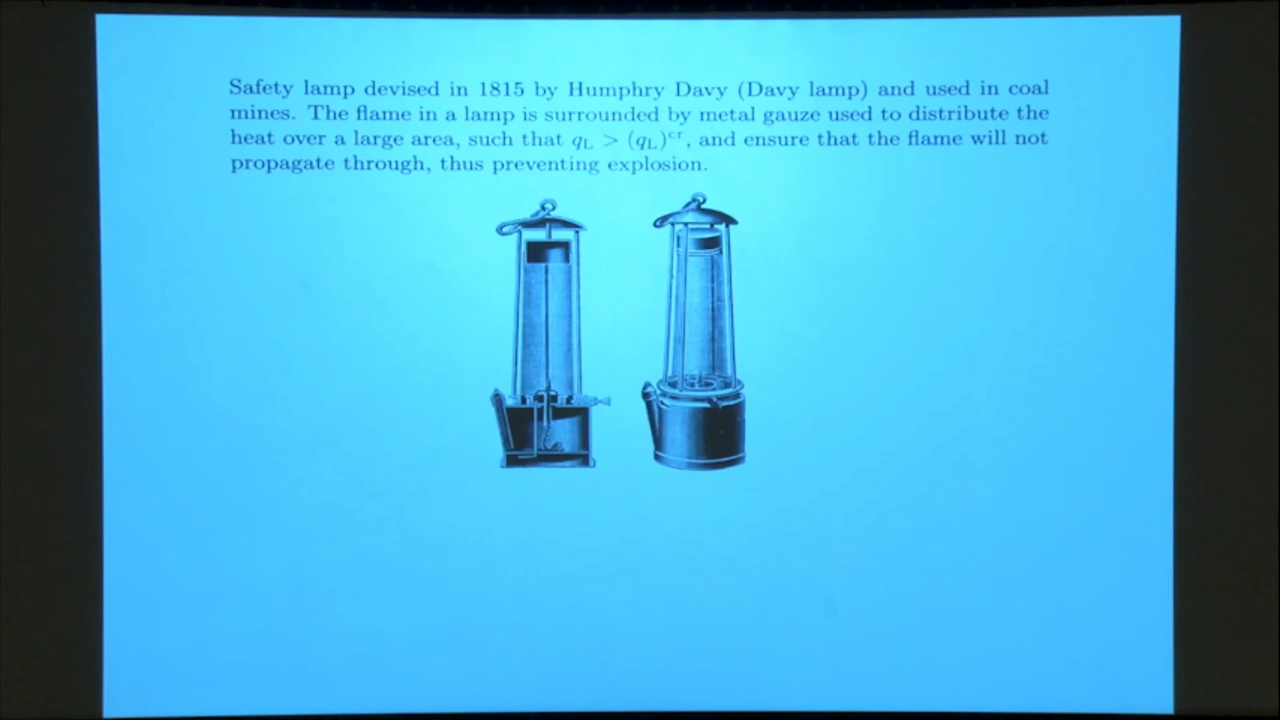 Safety lamp devised in 1815 by Humphry Davy (Davy lamp) and used in coal
mines. The flame in a lamp is surrounded by metal gauze used to distribute the
heat over a large area, such that q_L > (q_L)^cr, and ensure that the flame will not
propagate through, thus preventing explosion.